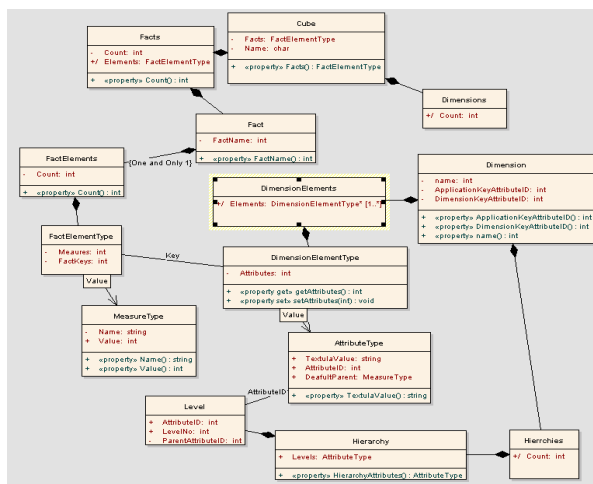 Facts
- Count: int
+/ Elements: FactElementType
+ «property» Count() : int
Cube
- Facts: FactElementType
- Name: char
+ «property» Facts() : FactElementType
Dimensions
+/ Count: int
Fact
- FactName: int
+ «property» FactName() : int
{One and Only 1}
FactElements
- Count: int
+ «property» Count() : int
DimensionElements
+/ Elements: DimensionElementType* [1..*]
Dimension
- name: int
- ApplicationKeyAttributeID: int
- DimensionKeyAttributeID: int
+ «property» ApplicationKeyAttributeID() : int
+ «property» DimensionKeyAttributeID() : int
+ «property» name() : int
FactElementType
- Meaures: int
- FactKeys: int
Value
Key
DimensionElementType
- Attributes: int
+ «property get» getAttributes() : int
+ «property set» setAttributes(int) : void
Value
MeasureType
- Name: string
+ Value: int
+ «property» Name() : string
+ «property» Value() : int
AttributeType
+ TextulaValue: string
+ AttributeID: int
+ DeafultParent: MeasureType
+ «property» TextulaValue() : string
AttributeID
Level
+ AttributeID: int
+ LevelNo: int
- ParentAttributeID: int
Hierarchy
+ Levels: AttributeType
+ «property» HierarchyAttributes() : AttributeType
Hierrchies
+/ Count: int